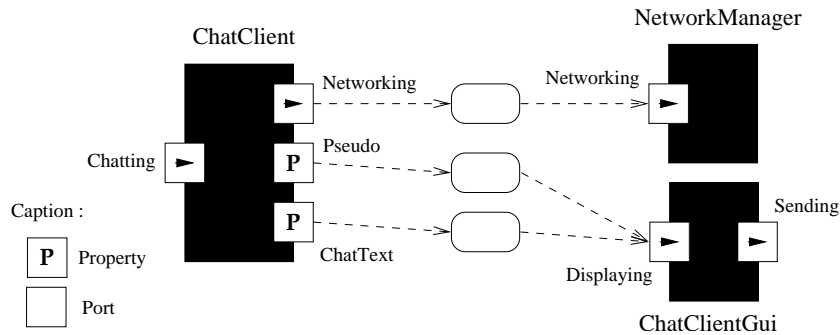 NetworkManager
ChatClient
Networking
Networking
Chatting
P
Pseudo
Caption :
P
ChatText
Sending
P
Property
Displaying
Port
ChatClientGui